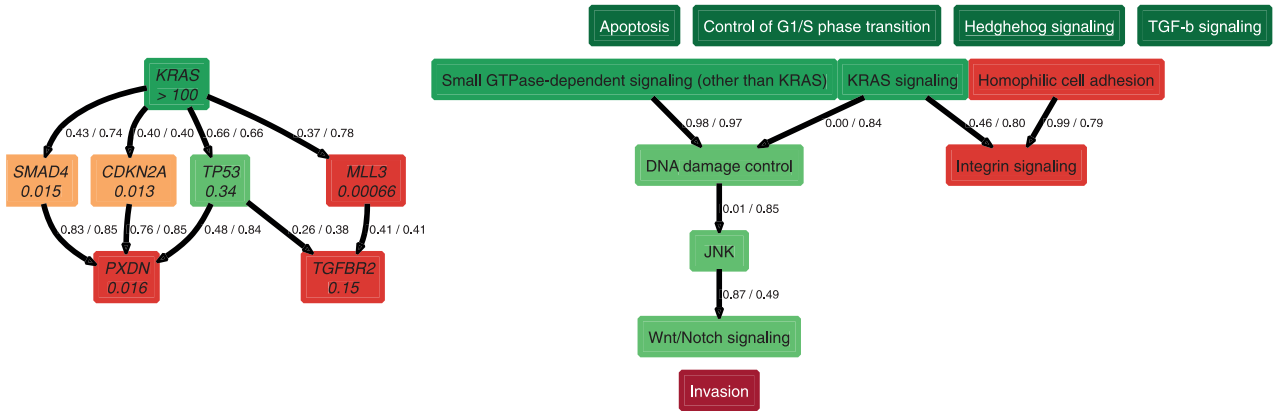 Apoptosis
Control of G1/S phase transition
Hedghehog signaling
TGF-b signaling
KRAS
> 100
Small GTPase-dependent signaling (other than KRAS)
KRAS signaling
Homophilic cell adhesion
0.43 / 0.74
0.40 / 0.40
0.66 / 0.66
0.37 / 0.78
0.98 / 0.97
0.00 / 0.84
0.46 / 0.80
0.99 / 0.79
SMAD4
0.015
CDKN2A
0.013
TP53
0.34
MLL3
0.00066
DNA damage control
Integrin signaling
0.83 / 0.85
0.76 / 0.85
0.48 / 0.84
0.26 / 0.38
0.41 / 0.41
0.01 / 0.85
PXDN
0.016
TGFBR2
0.15
JNK
0.87 / 0.49
Wnt/Notch signaling
Invasion